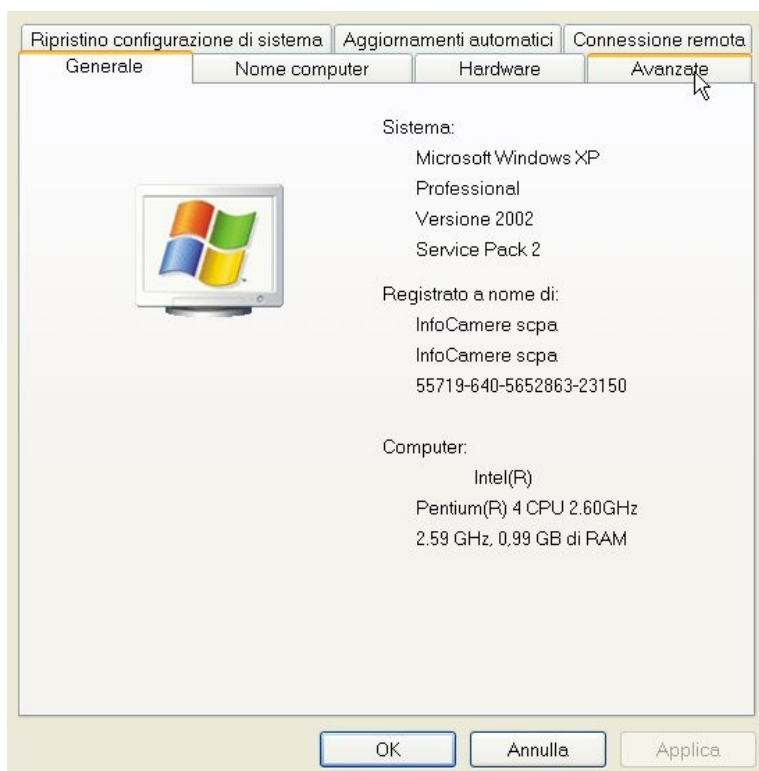 Ripristino configurazione di sistema Aggiornamenti automatici Connessione remota
Generale Nome computer Hardware Avanzate
Sistema:
Microsoft Windows XP
Professional
Versione 2002
Service Pack 2
Registrato a nome di:
InfoCamere scpa
InfoCamere scpa
55719-640-5652863-23150
Computer:
Intel(R)
Pentium(R) 4 CPU 2.60GHz
2.59 GHz, 0,99 GB di RAM
OK Annulla Applica